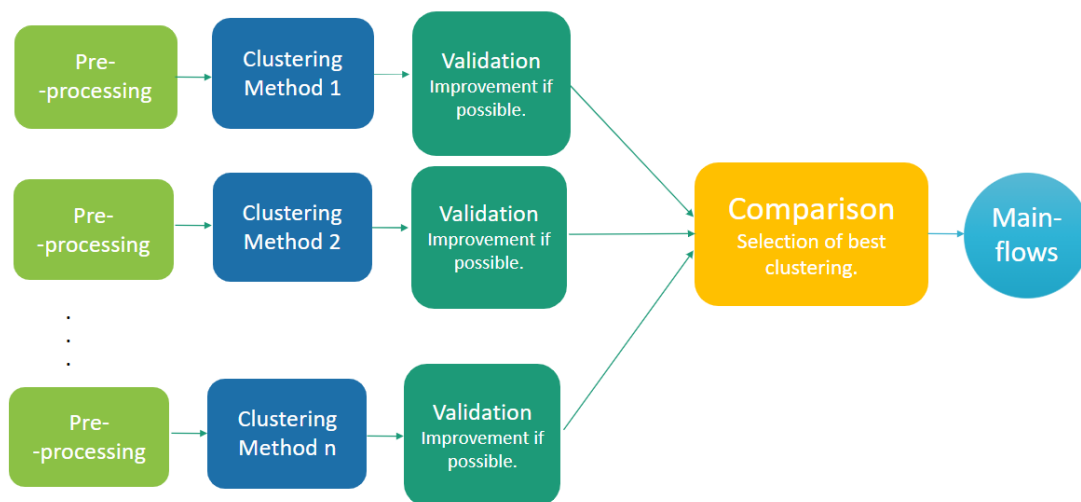 Pre-
-processing
Clustering
Method 1
Validation
Improvement if
possible.
Pre-
-processing
Clustering
Method 2
Validation
Improvement if
possible.
Comparison
Selection of best
clustering.
Main-
flows
.
.
.
Pre-
-processing
Clustering
Method n
Validation
Improvement if
possible.